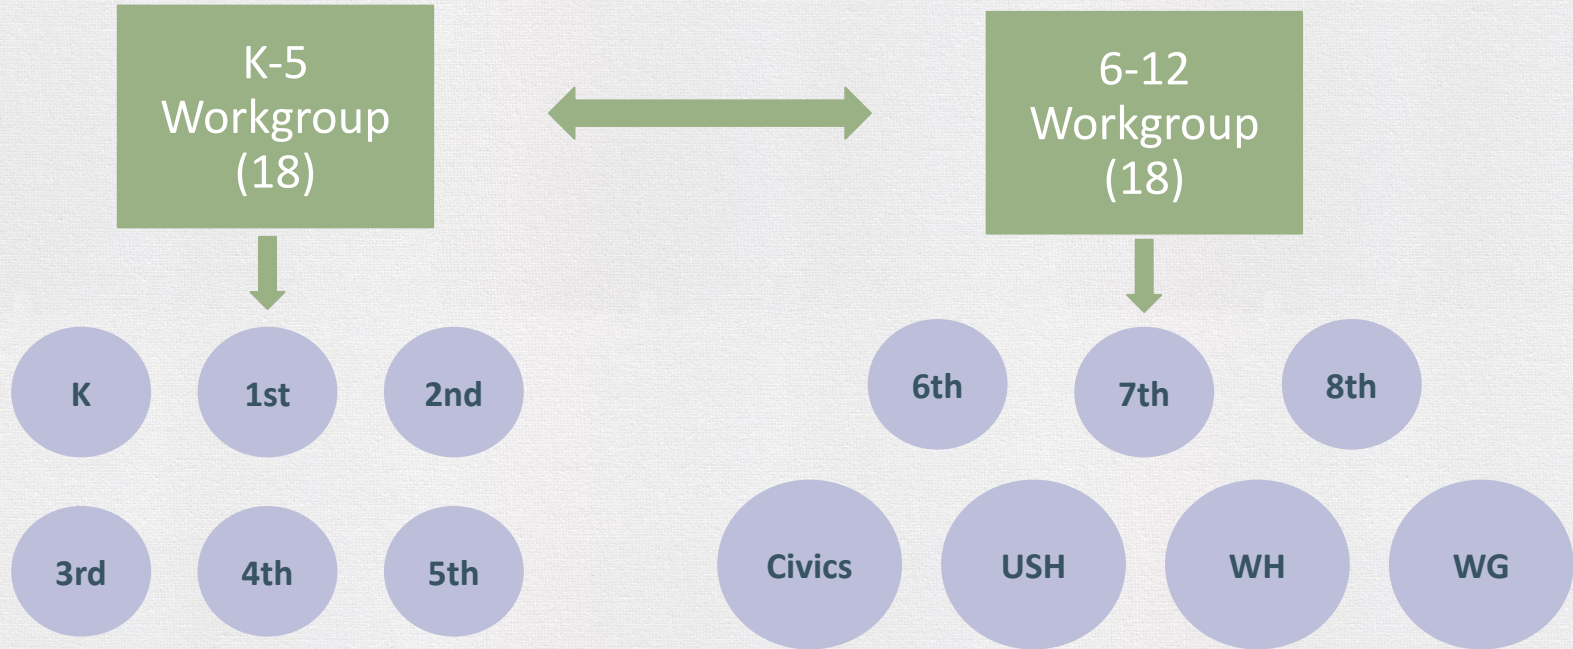 K-5
Workgroup
(18)
6-12
Workgroup
(18)
K
1st
2nd
3rd
4th
5th
6th
7th
8th
Civics
USH
WH
WG